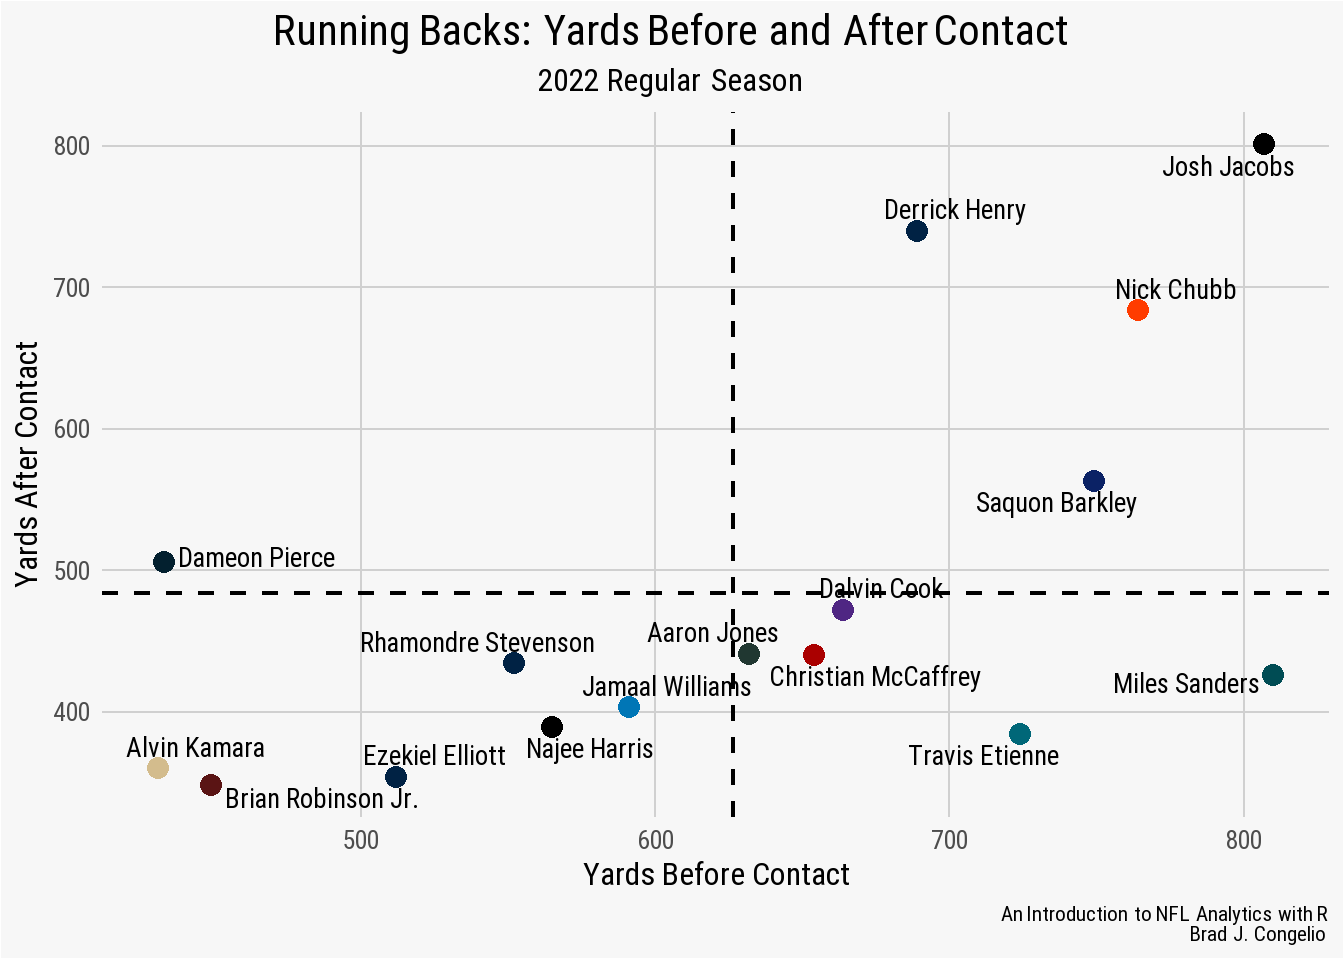 Running Backs: Yards Before and After Contact
2022 Regular Season
800
Josh Jacobs
Derrick Henry
700
Nick Chubb
600
Yards After Contact
Saquon Barkley
Dameon Pierce
500
Dalvin Cook
Aaron Jones
Rhamondre Stevenson
Christian McCaffrey
Miles Sanders
Jamaal Williams
400
Alvin Kamara
Ezekiel Elliott
Najee Harris
Travis Etienne
Brian Robinson Jr.
500
600
700
800
Yards Before Contact
An Introduction to NFL Analytics with R
Brad J. Congelio